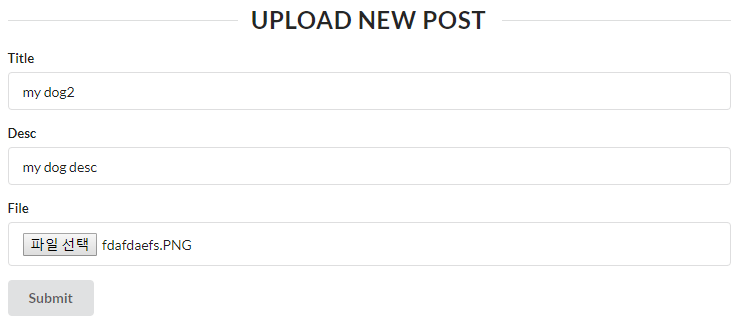 UPLOAD NEW POST
Title
my dog2
Desc
my dog desc
File
파일 선택 fdafdaefs.PNG
Submit